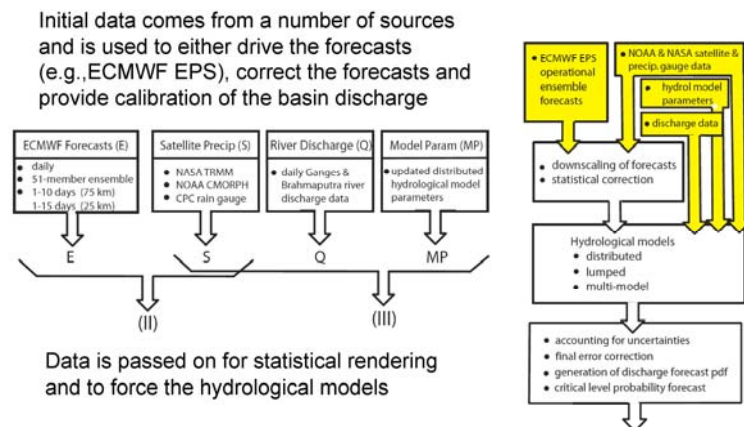 Initial data comes from a number of sources
and is used to either drive the forecasts
(e.g.,ECMWF EPS), correct the forecasts and
provide calibration of the basin discharge
ECMWF Forecasts (E)
● daily
● 51-member ensemble
● 1-10 days (75 km)
1-15 days (25 km)
Satellite Precip (S)
● NASA TRMM
● NOAA CMORPH
● CPC rain gauge
River Discharge (Q)
● daily Ganges &
Brahmaputra river
discharge data
Model Param (MP)
● updated distributed
hydrological model
parameters
E
S
Q
MP
(II)
(III)
Data is passed on for statistical rendering
and to force the hydrological models
● ECMWF EPS
operational
ensemble
forecasts
● NOAA & NASA satellite &
precip. gauge data
● hydrol model
parameters
● discharge data
● downscaling of forecasts
● statistical correction
Hydrological models
● distributed
● lumped
● multi-model
● accounting for uncertainties
● final error correction
● generation of discharge forecast pdf
● critical level probability forecast